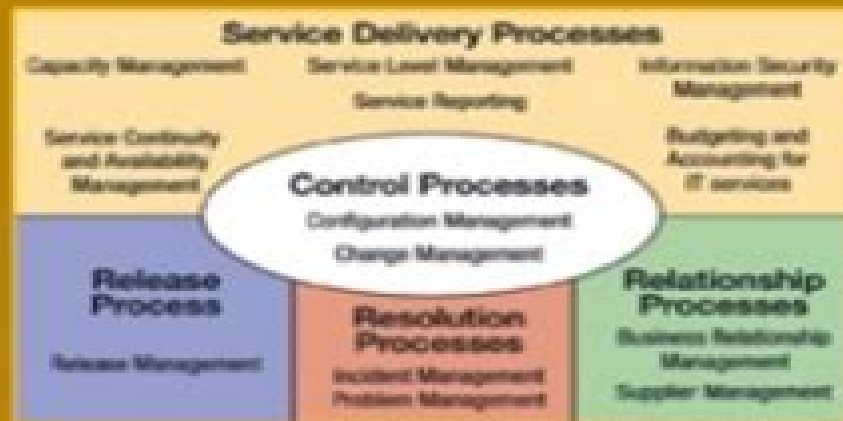 Service Delivery Processes
Capacity Management
Service Level Management
Information Security
Management
Service Reporting
Service Continuity
and Availability
Management
Budgeting and
Accounting for
IT services
Control Processes
Configuration Management
Change Management
Release
Process
Release Management
Resolution
Processes
Incident Management
Problem Management
Relationship
Processes
Business Relationship
Management
Supplier Management